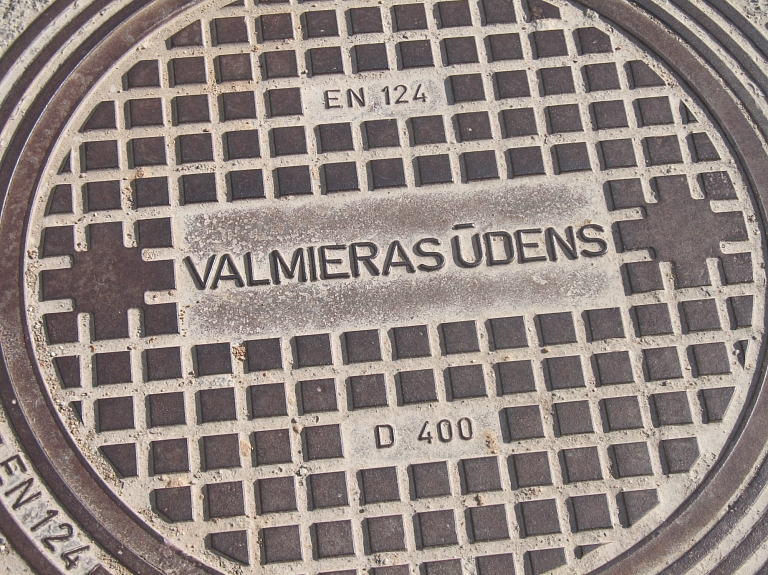 EN 124
VALMIERAS ŪDENS
D 400
EN 124